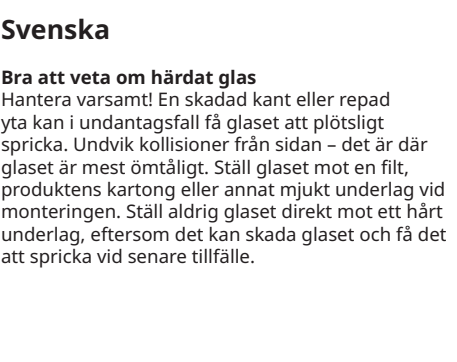 Svenska
Bra att veta om härdat glas
Hantera varsamt! En skadad kant eller repad
yta kan i undantagsfall få glaset att plötsligt
spricka. Undvik kollisioner från sidan – det är där
glaset är mest ömtåligt. Ställ glaset mot en filt,
produktens kartong eller annat mjukt underlag vid
monteringen. Ställ aldrig glaset direkt mot ett hårt
underlag, eftersom det kan skada glaset och få det
att spricka vid senare tillfälle.